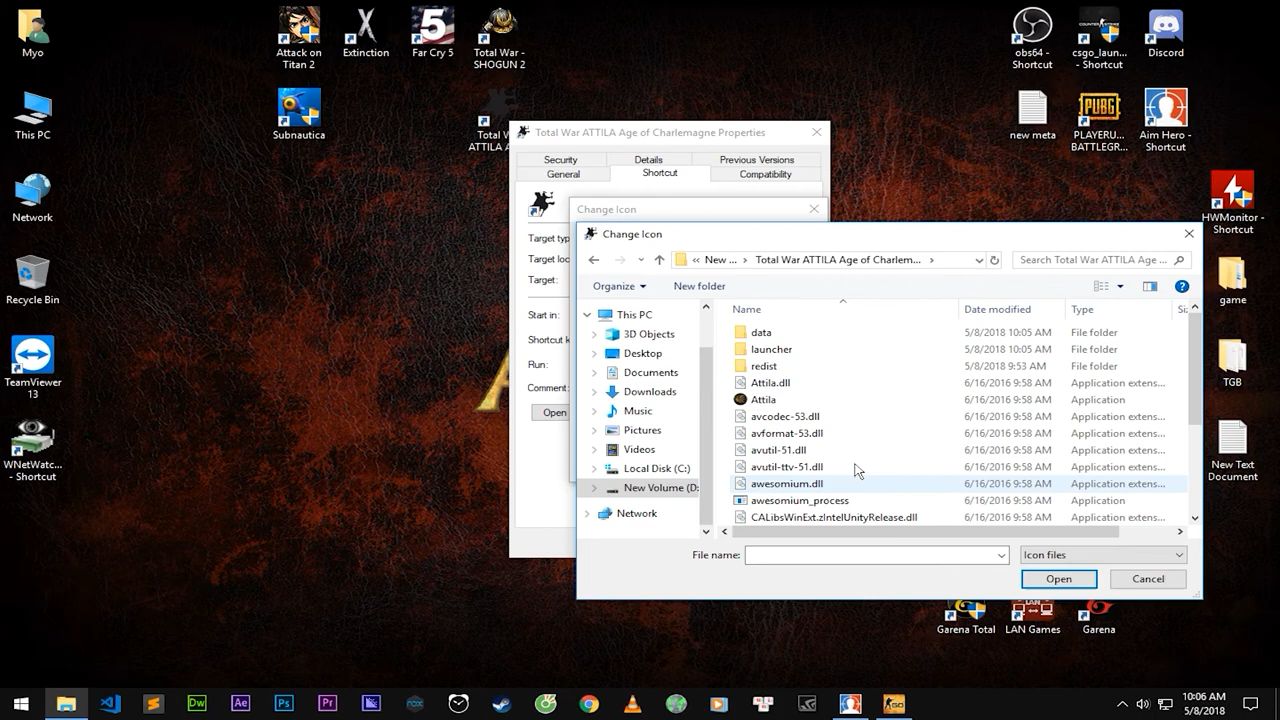 Myo
Attack on
Titan 2
Extinction
Far Cry 5
Total War -
SHOGUN 2
obs64 -
Shortcut
csgo_laun...
- Shortcut
Discord
This PC
Subnautica
Total
ATTILA
new meta
PLAYERU...
BATTLEGR...
Aim Hero -
Shortcut
Network
HWMonitor -
Shortcut
Recycle Bin
game
TeamViewer
13
TGB
WNetWatc...
- Shortcut
New Text
Document
Garena Total
LAN Games
Garena
Total War ATTILA Age of Charlemagne Properties
Security
Details
Previous Versions
General
Shortcut
Compatibility
Target typ
Target loc
Target:
Start in:
Shortcut k
Run:
Comment:
Open
Change Icon
Change Icon
« New ... > Total War ATTILA Age of Charlem... >
Search Total War ATTILA Age ...
Organize
New folder
Name
Date modified
Type
Siz
This PC
3D Objects
Desktop
Documents
Downloads
Music
Pictures
Videos
Local Disk (C:)
New Volume (D:
Network
data 5/8/2018 10:05 AM File folder
launcher 5/8/2018 10:05 AM File folder
redist 5/8/2018 9:53 AM File folder
Attila.dll 6/16/2016 9:58 AM Application extens...
Attila 6/16/2016 9:58 AM Application
avcodec-53.dll 6/16/2016 9:58 AM Application extens...
avformat-53.dll 6/16/2016 9:58 AM Application extens...
avutil-51.dll 6/16/2016 9:58 AM Application extens...
avutil-ttv-51.dll 6/16/2016 9:58 AM Application extens...
awesomium.dll 6/16/2016 9:58 AM Application extens...
awesomium_process 6/16/2016 9:58 AM Application
CALibsWinExt.zIntelUnityRelease.dll 6/16/2016 9:58 AM Application extens...
File name:
Icon files
Open
Cancel
Dw
Ae
Ps
Pr
10:06 AM
5/8/2018